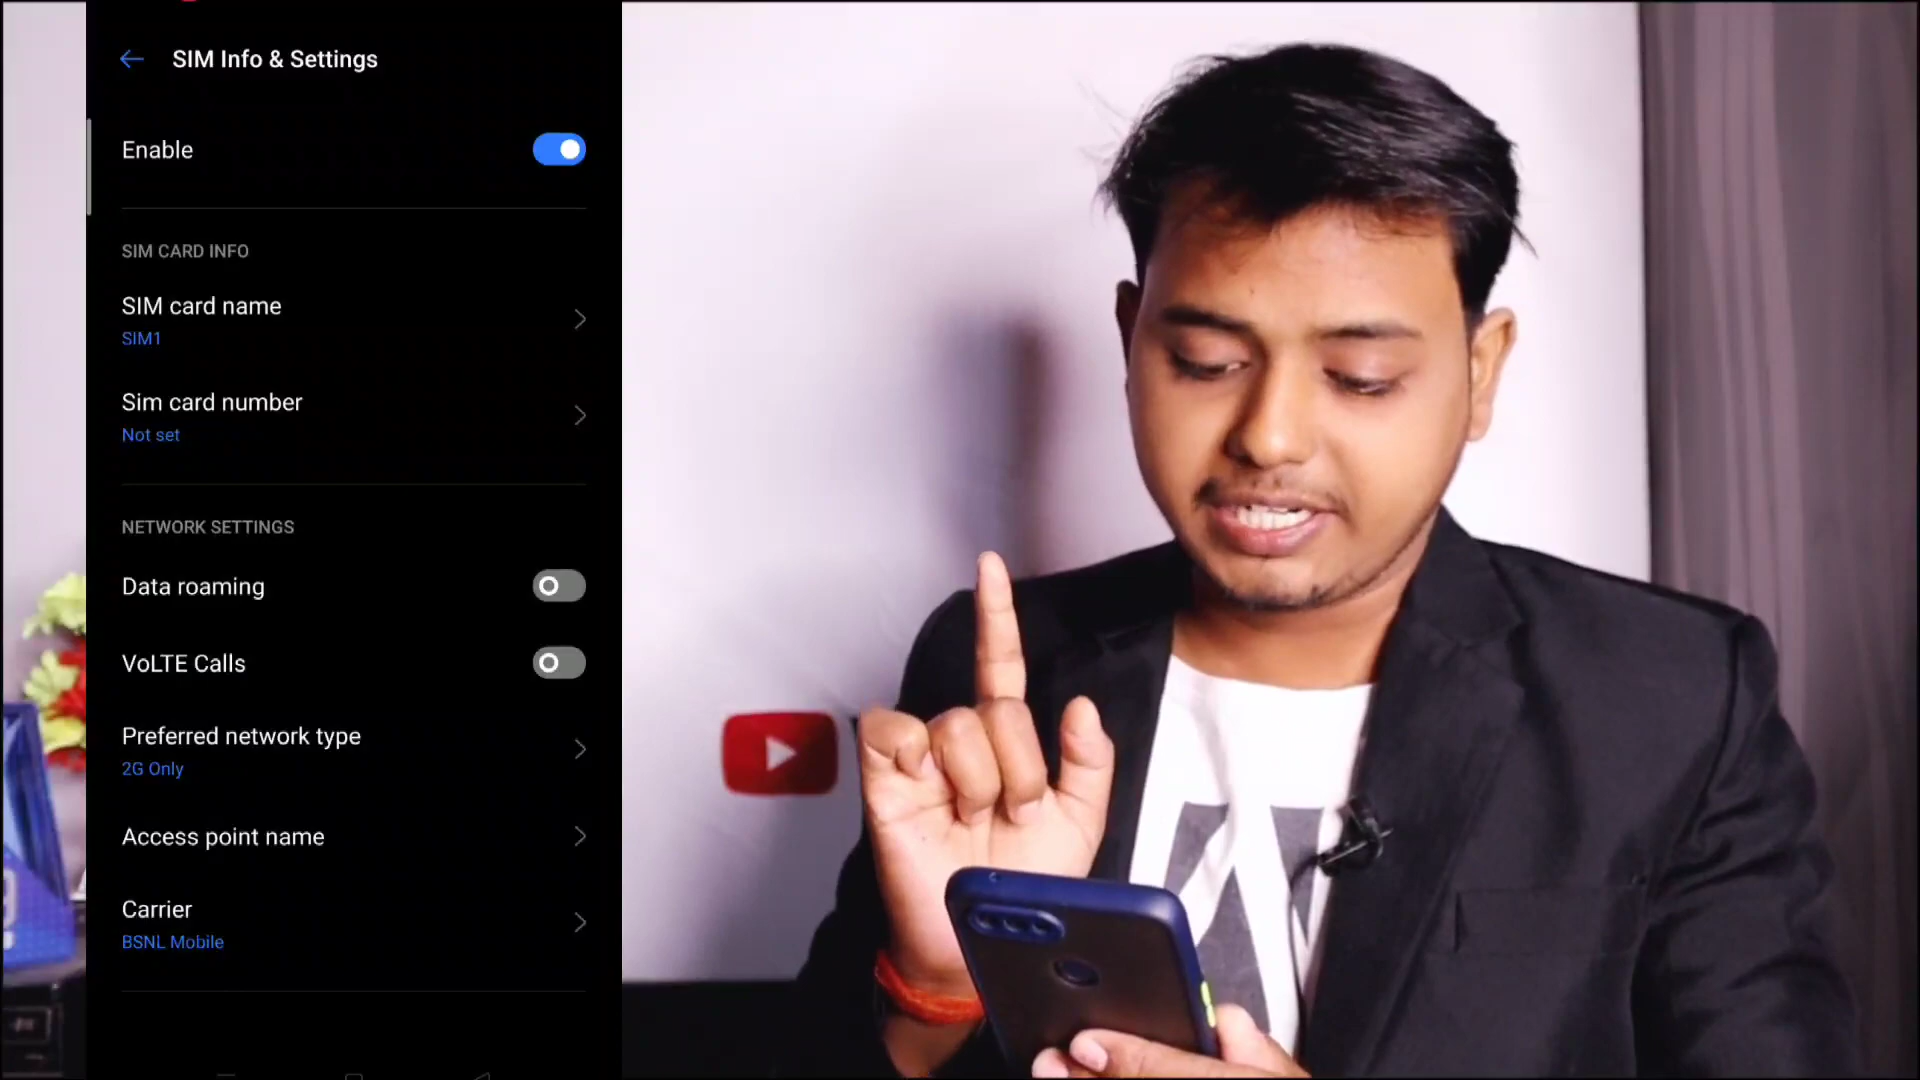 SIM Info & Settings
Enable
SIM CARD INFO
SIM card name
SIM1
Sim card number
Not set
NETWORK SETTINGS
Data roaming
VoLTE Calls
Preferred network type
2G Only
Access point name
Carrier
BSNL Mobile